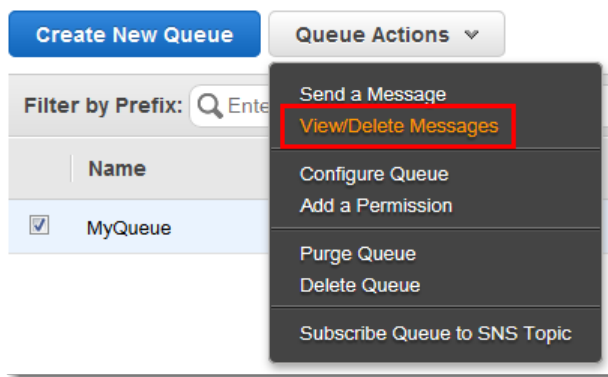 Create New Queue
Queue Actions
Send a Message
Filter by Prefix: Ente
View/Delete Messages
Name
Configure Queue
Add a Permission
MyQueue
Purge Queue
Delete Queue
Subscribe Queue to SNS Topic